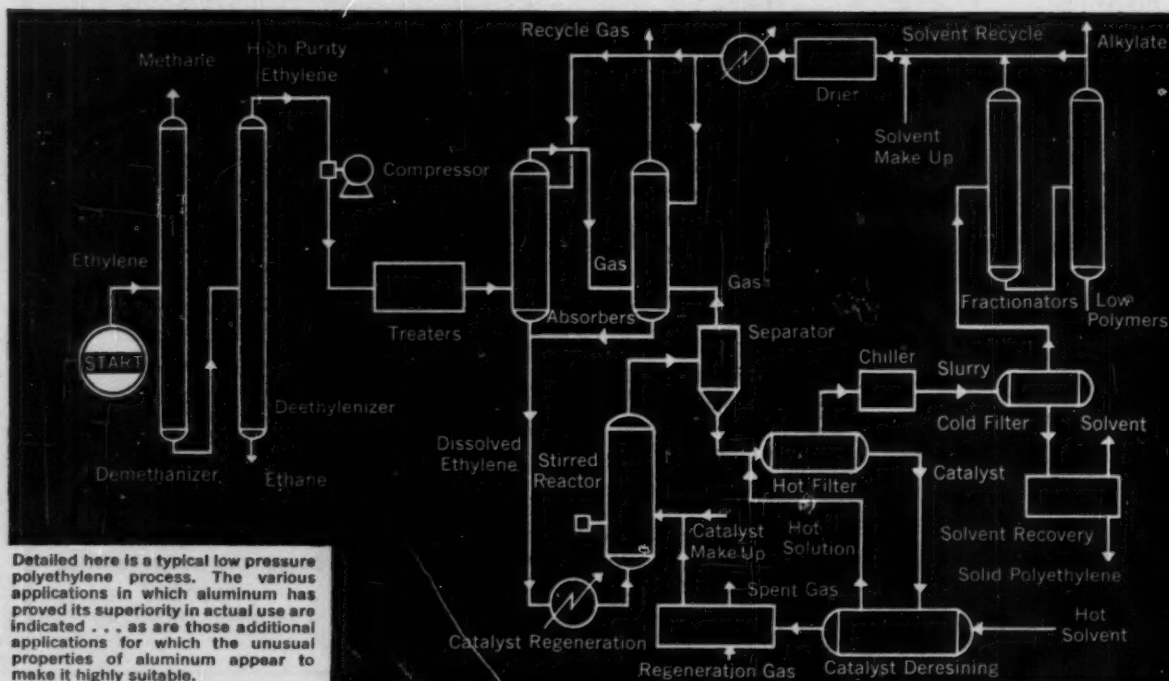 Recycle Gas
Solvent Recycle
Alkylate
High Purity
Ethylene
Methane
Drier
Solvent
Make Up
Compressor
Ethylene
Gas
Gas
Fractionators
Low
Polymers
Treaters
Absorbers
Separator
START
Chiller
Slurry
Deethylenizer
Cold Filter
Solvent
Dissolved
Ethylene
Stirred
Reactor
Demethanizer
Ethane
Hot Filter
Catalyst
Catalyst
Make Up
Hot
Solution
Solvent Recovery
Solid Polyethylene
Spent Gas
Hot
Solvent
Catalyst Regeneration
Regeneration Gas
Catalyst Deresining
Detailed here is a typical low pressure
polyethylene process. The various
applications in which aluminum has
proved its superiority in actual use are
indicated . . . as are those additional
applications for which the unusual
properties of aluminum appear to
make it highly suitable.